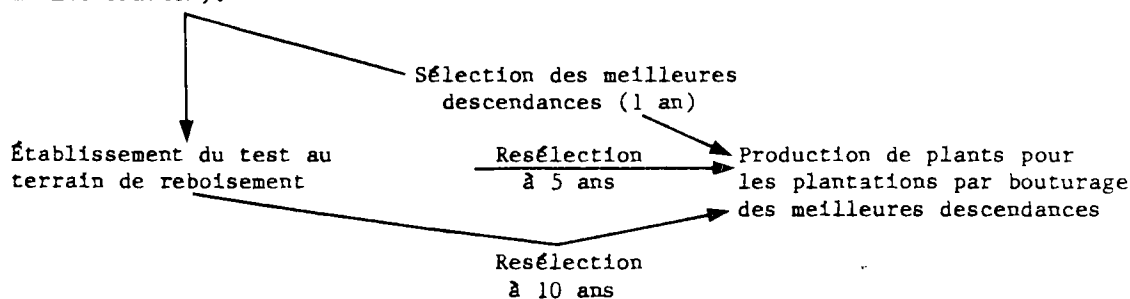 Sélection des meilleures
descendances (1 an)
Établissement du test au
terrain de reboisement
Resélection
à 5 ans
Production de plants pour
les plantations par bouturage
des meilleures descendances
Resélection
à 10 ans